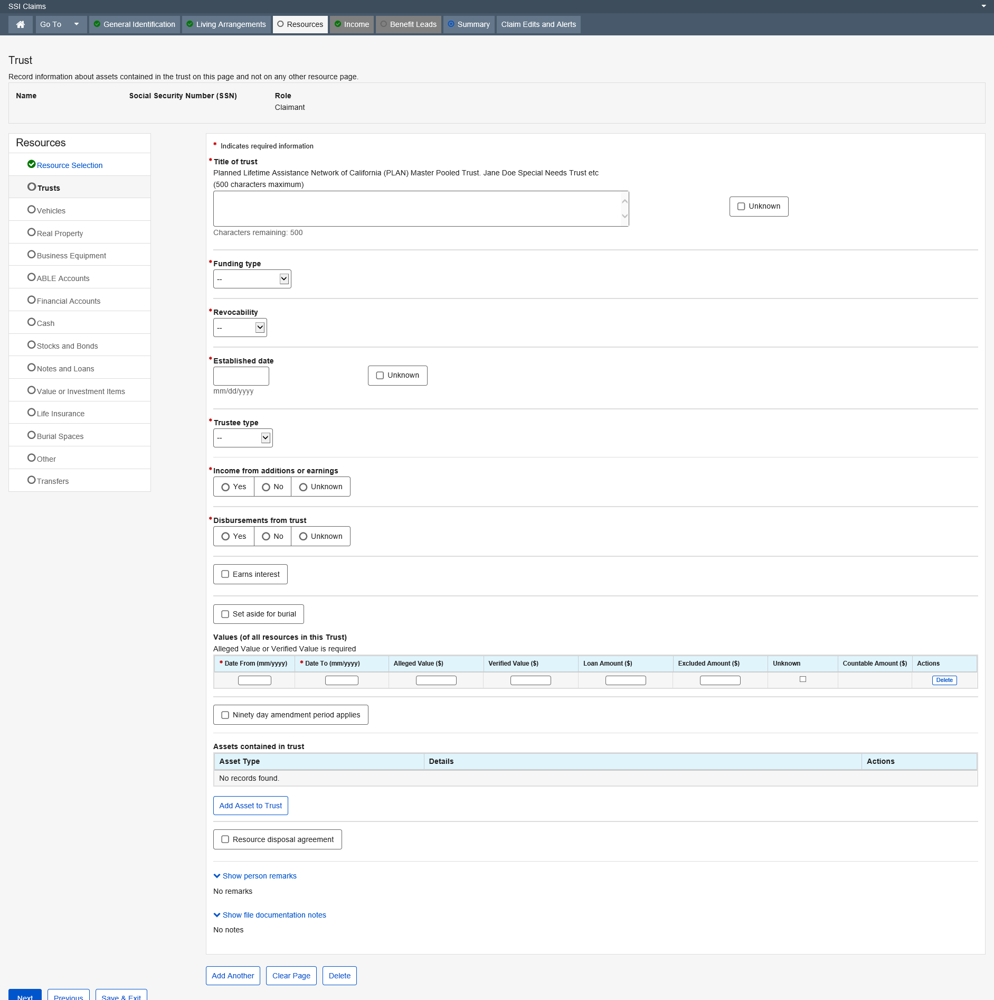 SSI Claims
Go To General Identification Living Arrangements Resources Income Benefit Leads Summary Claim Edits and Alerts
Trust
Record information about assets contained in the trust on this page and not on any other resource page.
Name Social Security Number (SSN) Role
Claimant
Resources
Resource Selection
Trusts
Vehicles
Real Property
Business Equipment
ABLE Accounts
Financial Accounts
Cash
Stocks and Bonds
Notes and Loans
Value or Investment Items
Life Insurance
Burial Spaces
Other
Transfers
* Indicates required information
* Title of trust
Planned Lifetime Assistance Network of California (PLAN) Master Pooled Trust. Jane Doe Special Needs Trust etc
(500 characters maximum)
Unknown
Characters remaining: 500
* Funding type
--
* Revocability
--
* Established date
Unknown
mm/dd/yyyy
* Trustee type
--
* Income from additions or earnings
Yes No Unknown
* Disbursements from trust
Yes No Unknown
Earns interest
Set aside for burial
Values (of all resources in this Trust)
Alleged Value or Verified Value is required
* Date From (mm/yyyy) * Date To (mm/yyyy) Alleged Value ($) Verified Value ($) Loan Amount ($) Excluded Amount ($) Unknown Countable Amount ($) Actions
Delete
Ninety day amendment period applies
Assets contained in trust
Asset Type Details Actions
No records found.
Add Asset to Trust
Resource disposal agreement
Show person remarks
No remarks
Show file documentation notes
No notes
Add Another Clear Page Delete
Next Previous Save & Exit